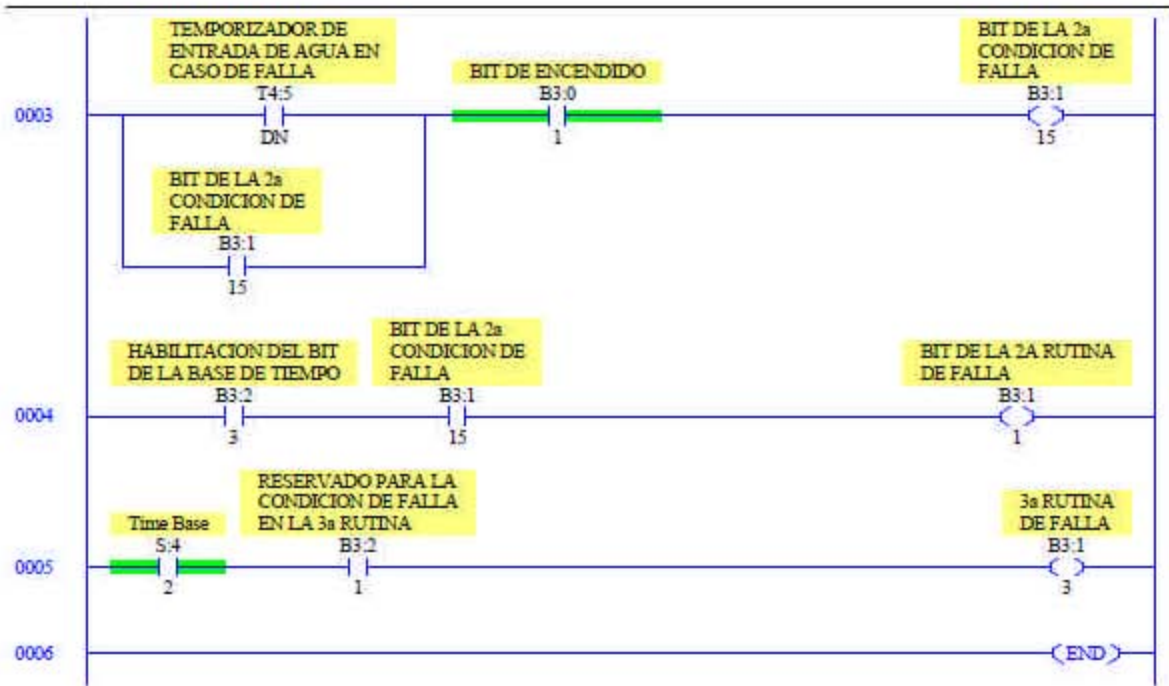 TEMPORIZADOR DE
ENTRADA DE AGUA EN
CASO DE FALLA
T4:5
DN
BIT DE ENCENDIDO
B3:0
1
BIT DE LA 2a
CONDICION DE
FALLA
B3:1
15
0003
BIT DE LA 2a
CONDICION DE
FALLA
B3:1
15
HABILITACION DEL BIT
DE LA BASE DE TIEMPO
B3:2
3
BIT DE LA 2a
CONDICION DE
FALLA
B3:1
15
BIT DE LA 2A RUTINA
DE FALLA
B3:1
1
0004
Time Base
S:4
2
RESERVADO PARA LA
CONDICION DE FALLA
EN LA 3a RUTINA
B3:2
1
3a RUTINA
DE FALLA
B3:1
3
0005
0006
END